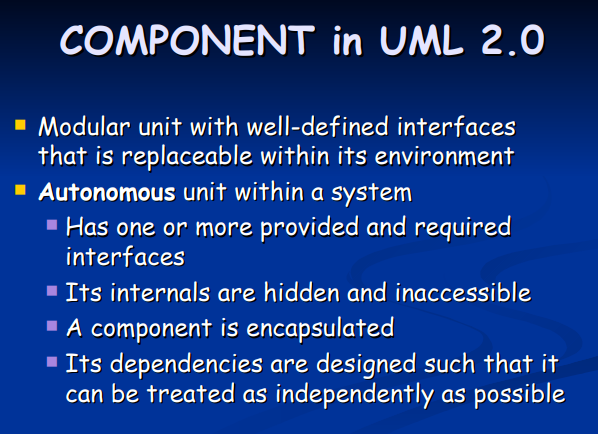 COMPONENT in UML 2.0
Modular unit with well-defined interfaces
that is replaceable within its environment
Autonomous unit within a system
Has one or more provided and required
interfaces
Its internals are hidden and inaccessible
A component is encapsulated
Its dependencies are designed such that it
can be treated as independently as possible